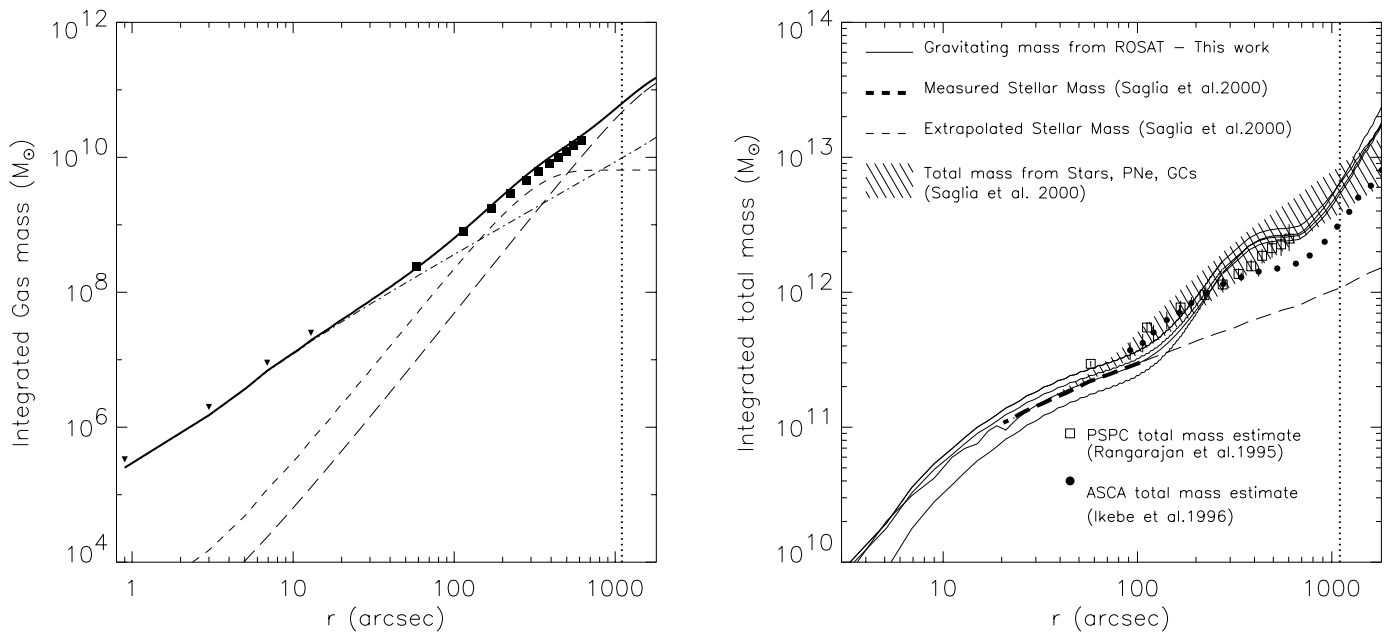 10^12
10^10
10^8
10^6
10^4
Integrated Gas mass (M⊙)
1
10
100
1000
r (arcsec)
10^14
10^13
10^12
10^11
10^10
Integrated total mass (M⊙)
Gravitating mass from ROSAT – This work
Measured Stellar Mass (Saglia et al.2000)
Extrapolated Stellar Mass (Saglia et al.2000)
Total mass from Stars, PNe, GCs
(Saglia et al. 2000)
PSPC total mass estimate
(Rangarajan et al.1995)
ASCA total mass estimate
(Ikebe et al.1996)
10
100
1000
r (arcsec)